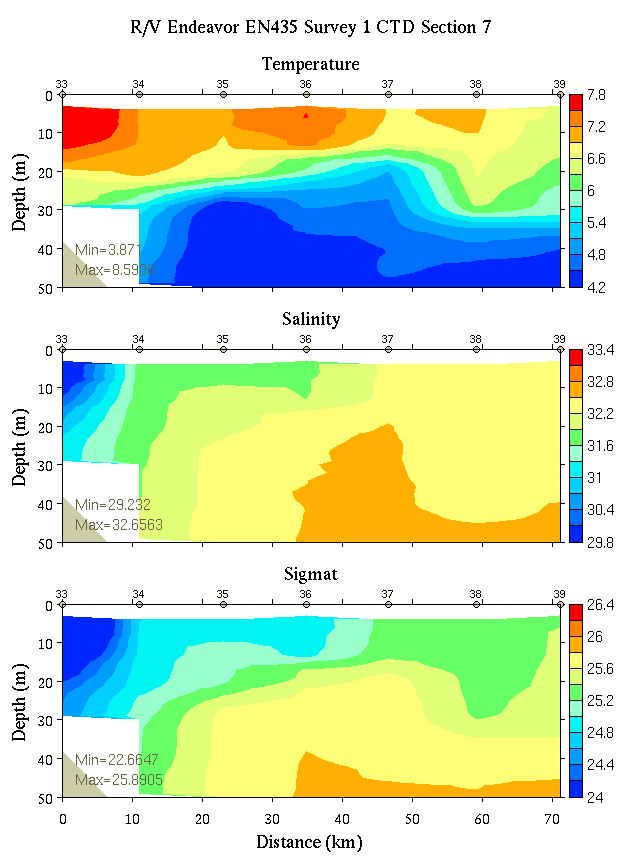 R/V Endeavor EN435 Survey 1 CTD Section 7
Temperature
33 34 35 36 37 38 39
0
10
20
30
40
50
Depth (m)
Min=3.871
Max=8.5936
7.8
7.2
6.6
6
5.4
4.8
4.2
Salinity
33 34 35 36 37 38 39
0
10
20
30
40
50
Depth (m)
Min=29.232
Max=32.6563
33.4
32.8
32.2
31.6
31
30.4
29.8
Sigmat
33 34 35 36 37 38 39
0
10
20
30
40
50
Depth (m)
Min=22.6647
Max=25.8905
26.4
26
25.6
25.2
24.8
24.4
24
0 10 20 30 40 50 60 70
Distance (km)